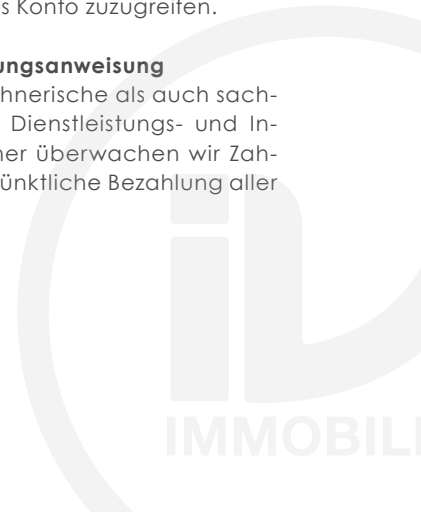 s Konto zuzugreifen.
ungsanweisung
hnerische als auch sach-
Dienstleistungs- und In-
ner überwachen wir Zah-
ünktliche Bezahlung aller
IMMOBILI